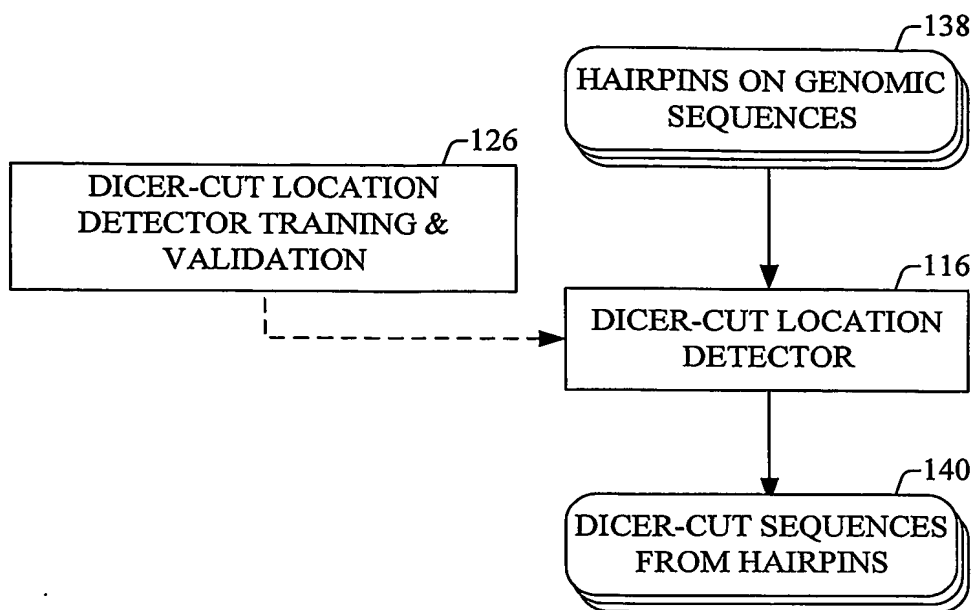 138
HAIRPINS ON GENOMIC
SEQUENCES
126
DICER-CUT LOCATION
DETECTOR TRAINING &
VALIDATION
116
DICER-CUT LOCATION
DETECTOR
140
DICER-CUT SEQUENCES
FROM HAIRPINS